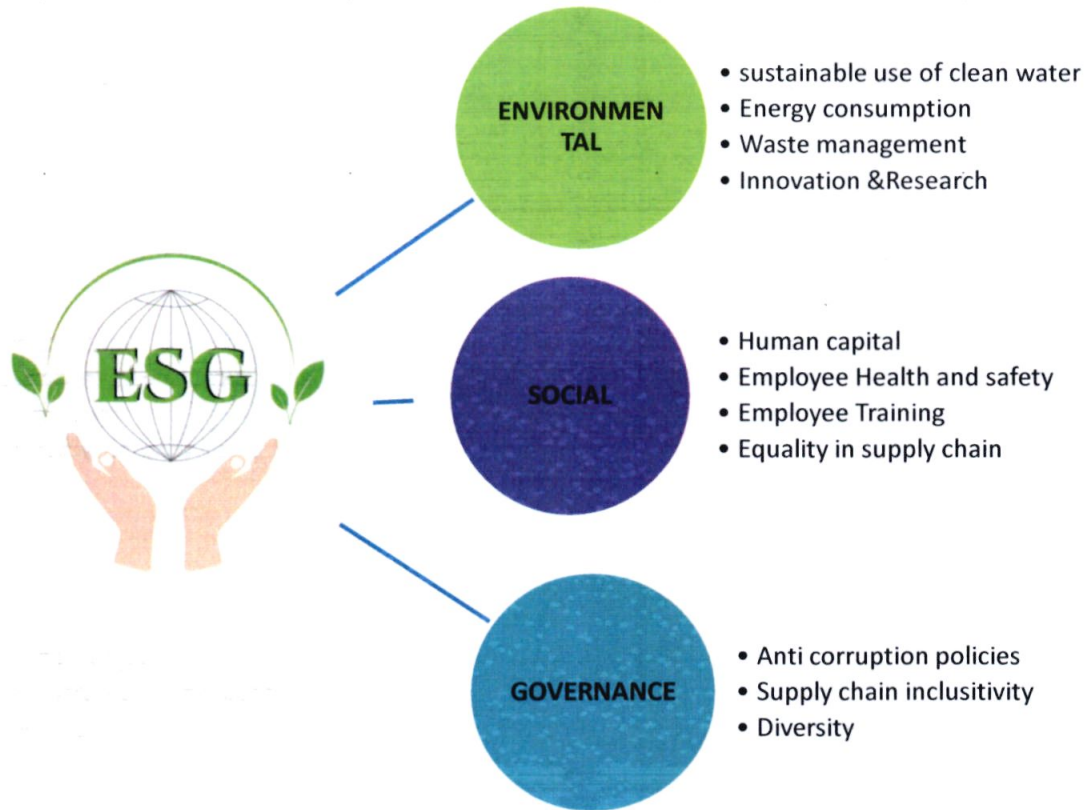 ESG
ENVIRONMEN
TAL
• sustainable use of clean water
• Energy consumption
• Waste management
• Innovation &Research
SOCIAL
• Human capital
• Employee Health and safety
• Employee Training
• Equality in supply chain
GOVERNANCE
• Anti corruption policies
• Supply chain inclusitivity
• Diversity